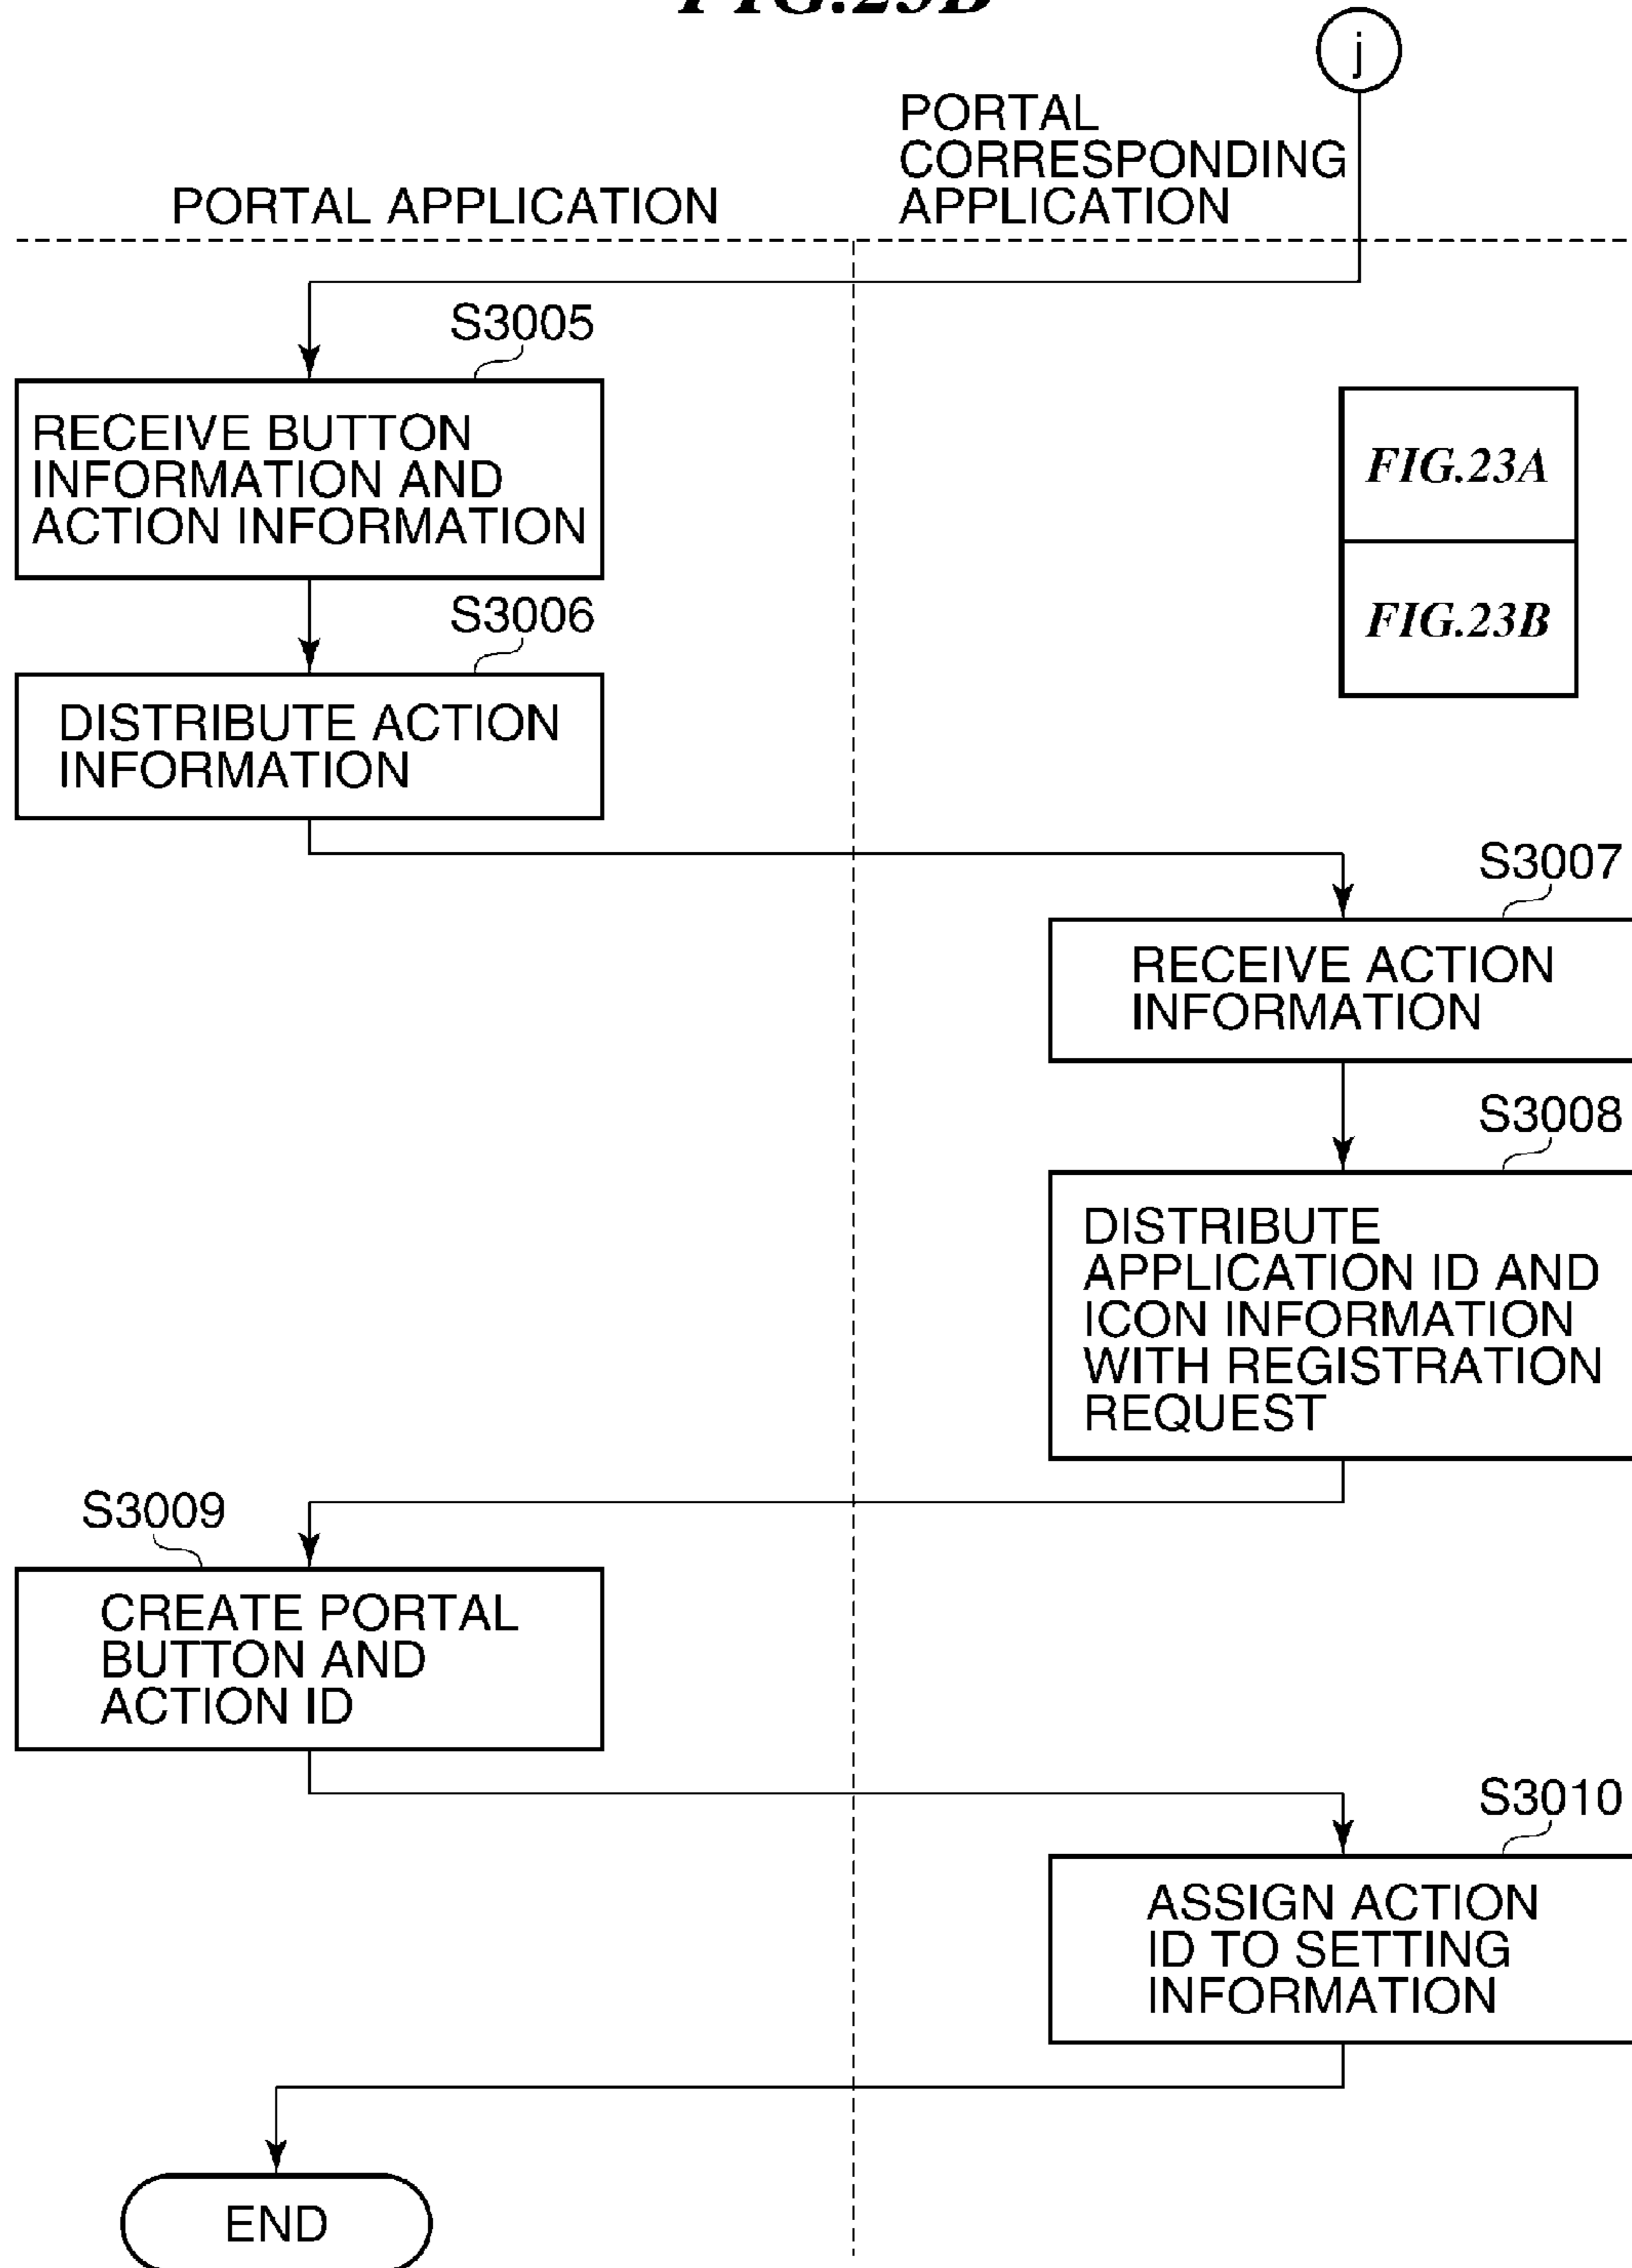 FIG.23B
j
PORTAL APPLICATION
PORTAL
CORRESPONDING
APPLICATION
S3005
RECEIVE BUTTON
INFORMATION AND
ACTION INFORMATION
FIG.23A
FIG.23B
S3006
DISTRIBUTE ACTION
INFORMATION
S3007
RECEIVE ACTION
INFORMATION
S3008
DISTRIBUTE
APPLICATION ID AND
ICON INFORMATION
WITH REGISTRATION
REQUEST
S3009
CREATE PORTAL
BUTTON AND
ACTION ID
S3010
ASSIGN ACTION
ID TO SETTING
INFORMATION
END